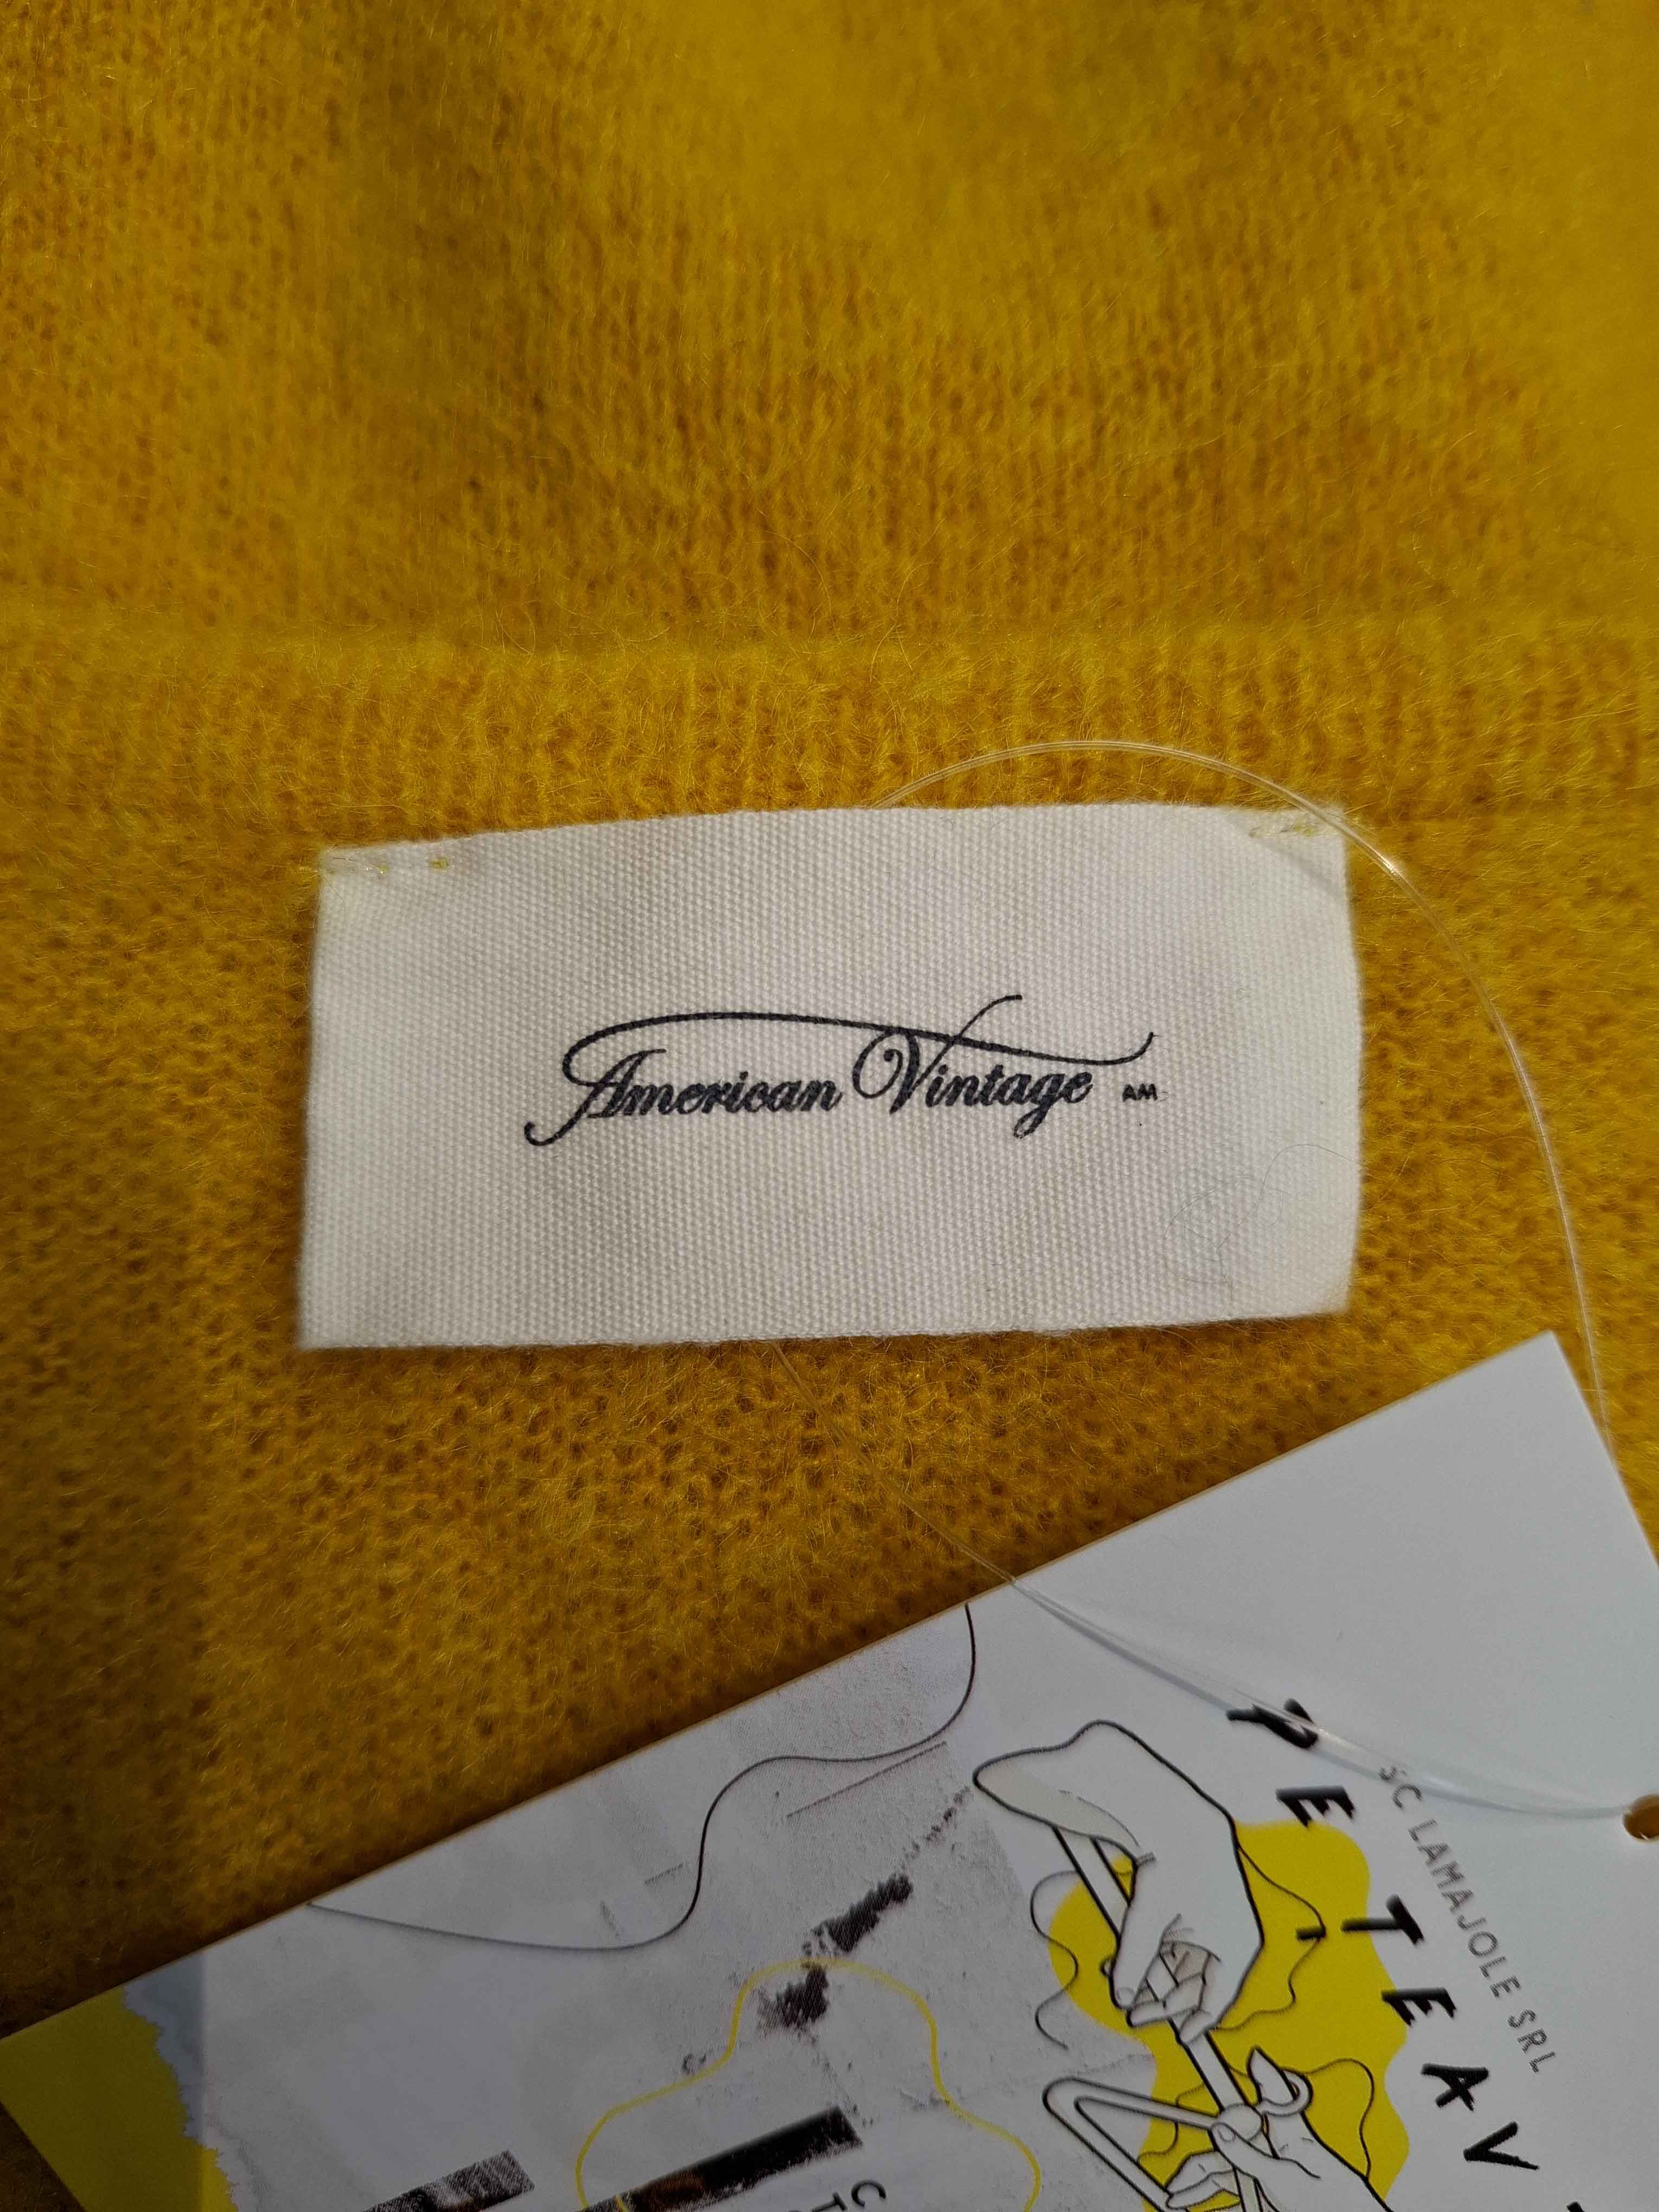 American Vintage AM
SC LAMAJOLE SRL
PETEAV